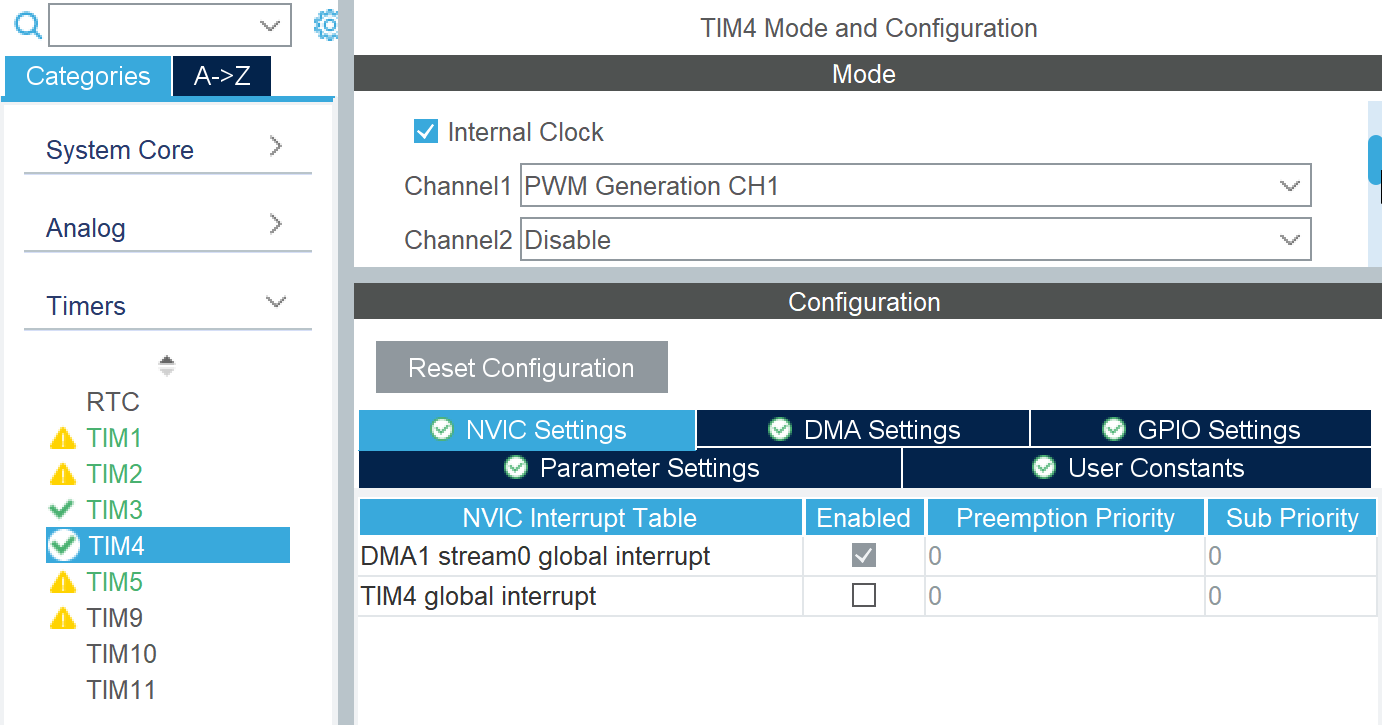 Categories
A->Z
System Core
Analog
Timers
RTC
TIM1
TIM2
TIM3
TIM4
TIM5
TIM9
TIM10
TIM11
TIM4 Mode and Configuration
Mode
Internal Clock
Channel1 PWM Generation CH1
Channel2 Disable
Configuration
Reset Configuration
NVIC Settings DMA Settings GPIO Settings
Parameter Settings User Constants
NVIC Interrupt Table Enabled Preemption Priority Sub Priority
DMA1 stream0 global interrupt 0 0
TIM4 global interrupt 0 0